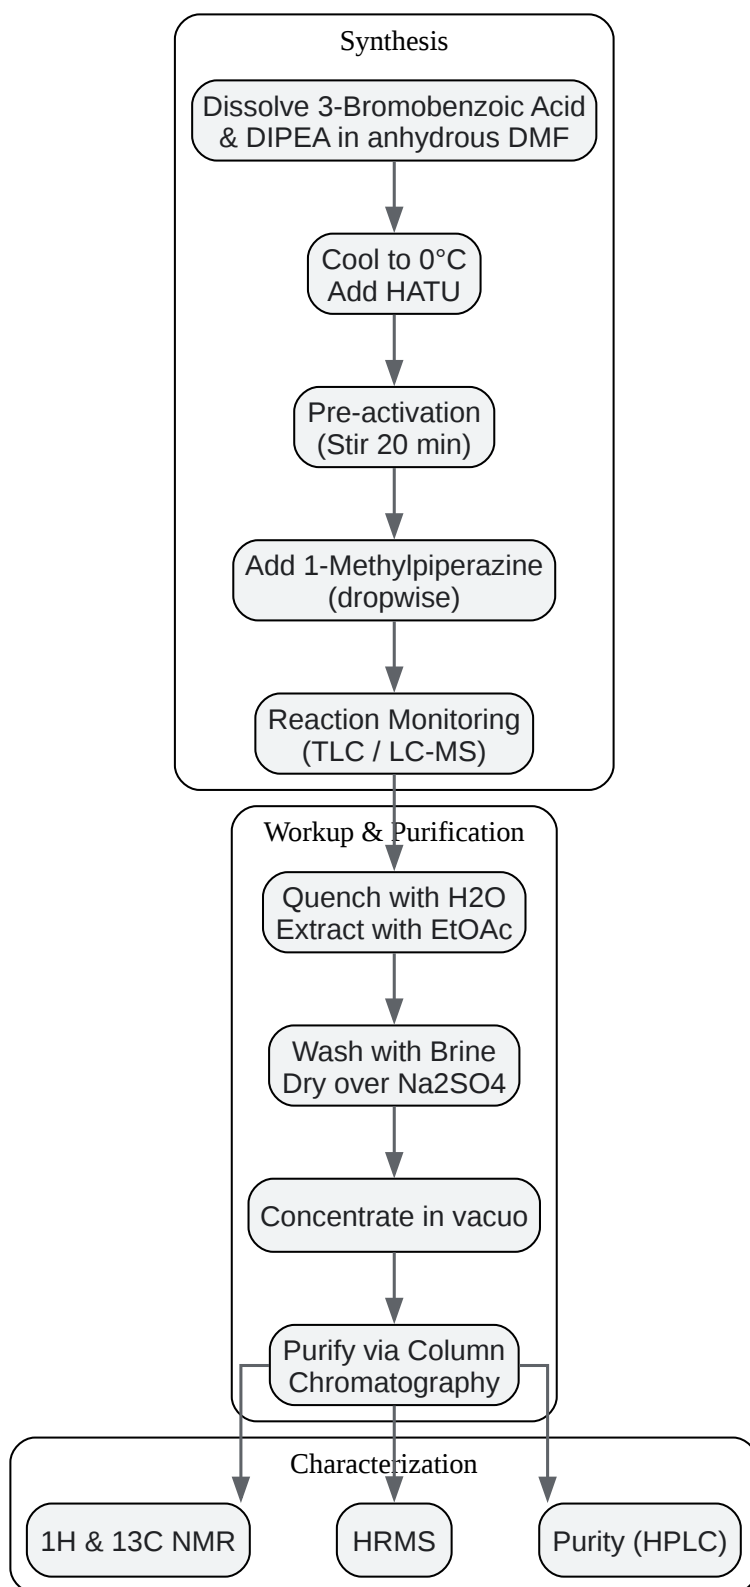 Synthesis
Dissolve 3-Bromobenzoic Acid
& DIPEA in anhydrous DMF
Cool to 0°C
Add HATU
Pre-activation
(Stir 20 min)
Add 1-Methylpiperazine
(dropwise)
Reaction Monitoring
(TLC / LC-MS)
Workup & Purification
Quench with H2O
Extract with EtOAc
Wash with Brine
Dry over Na2SO4
Concentrate in vacuo
Purify via Column
Chromatography
Characterization
1H & 13C NMR
HRMS
Purity (HPLC)